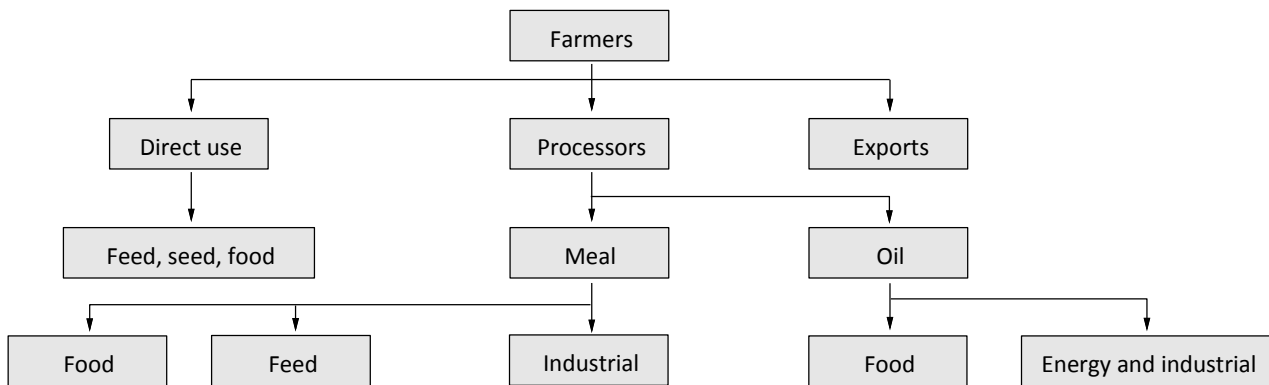 Farmers
Direct use
Processors
Exports
Feed, seed, food
Meal
Oil
Food
Feed
Industrial
Food
Energy and industrial